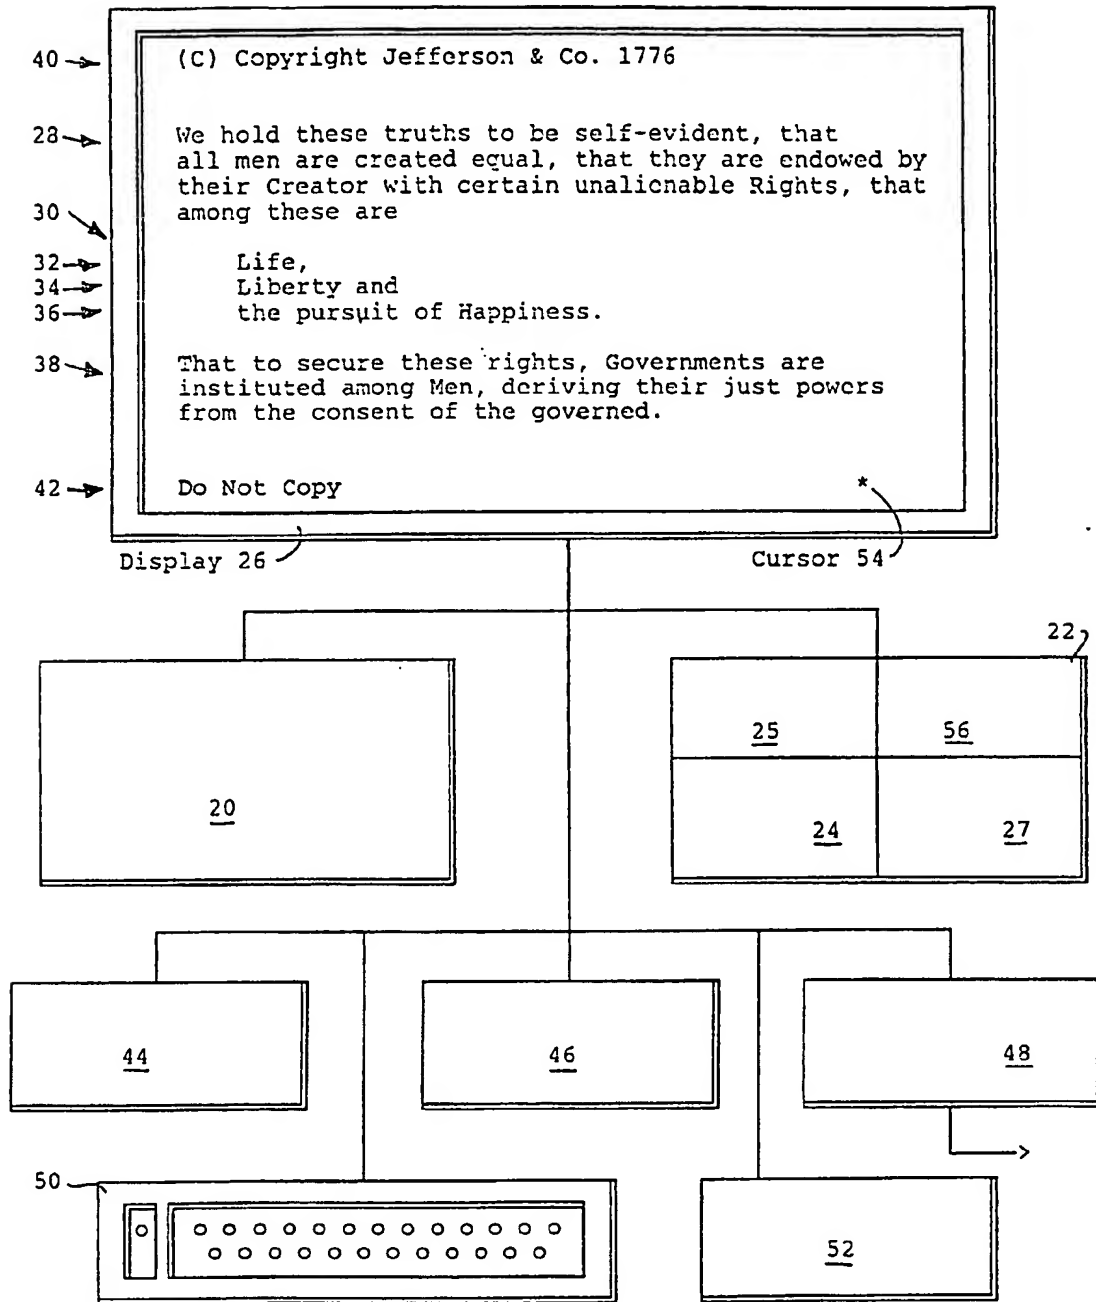 40 (C) Copyright Jefferson & Co. 1776
28 We hold these truths to be self-evident, that
all men are created equal, that they are endowed by
their Creator with certain unalienable Rights, that
among these are
30
32 Life,
34 Liberty and
36 the pursuit of Happiness.
38 That to secure these rights, Governments are
instituted among Men, deriving their just powers
from the consent of the governed.
42 Do Not Copy *
Display 26 Cursor 54
22
25 56
20 24 27
44 46 48
50
52